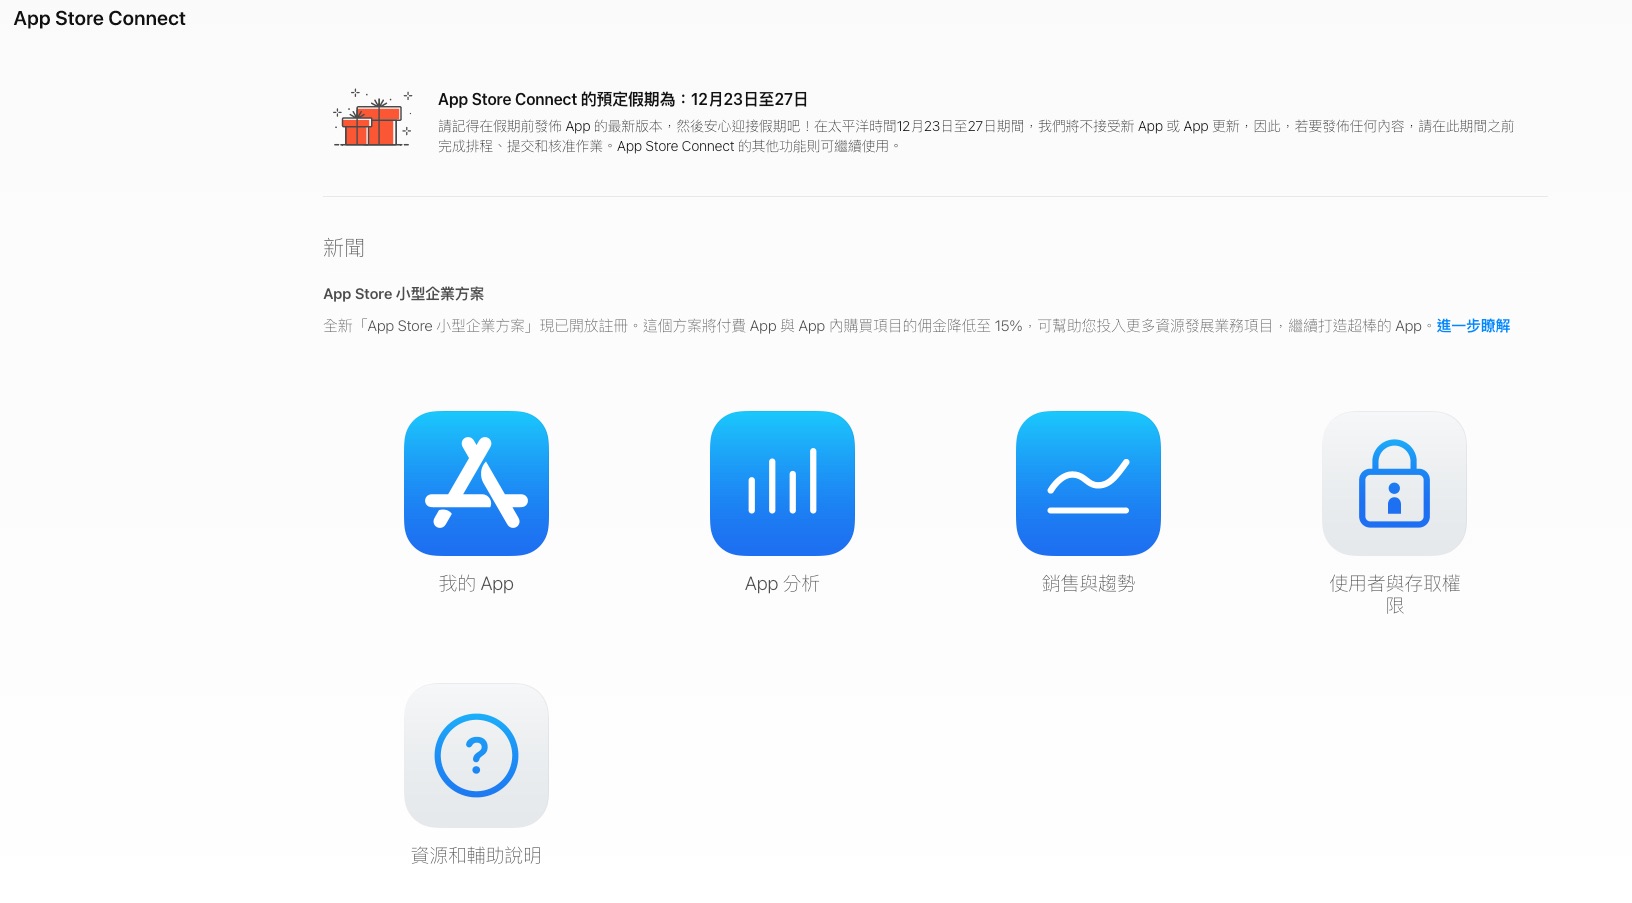 App Store Connect
App Store Connect 的預定假期為：12月23日至27日
請記得在假期前發佈 App 的最新版本，然後安心迎接假期吧！在太平洋時間12月23日至27日期間，我們將不接受新 App 或 App 更新，因此，若要發佈任何內容，請在此期間之前
完成排程、提交和核准作業。App Store Connect 的其他功能則可繼續使用。
新聞
App Store 小型企業方案
全新「App Store 小型企業方案」現已開放註冊。這個方案將付費 App 與 App 內購買項目的佣金降低至 15%，可幫助您投入更多資源發展業務項目，繼續打造超棒的 App。進一步瞭解
我的 App
App 分析
銷售與趨勢
使用者與存取權
限
資源和輔助說明